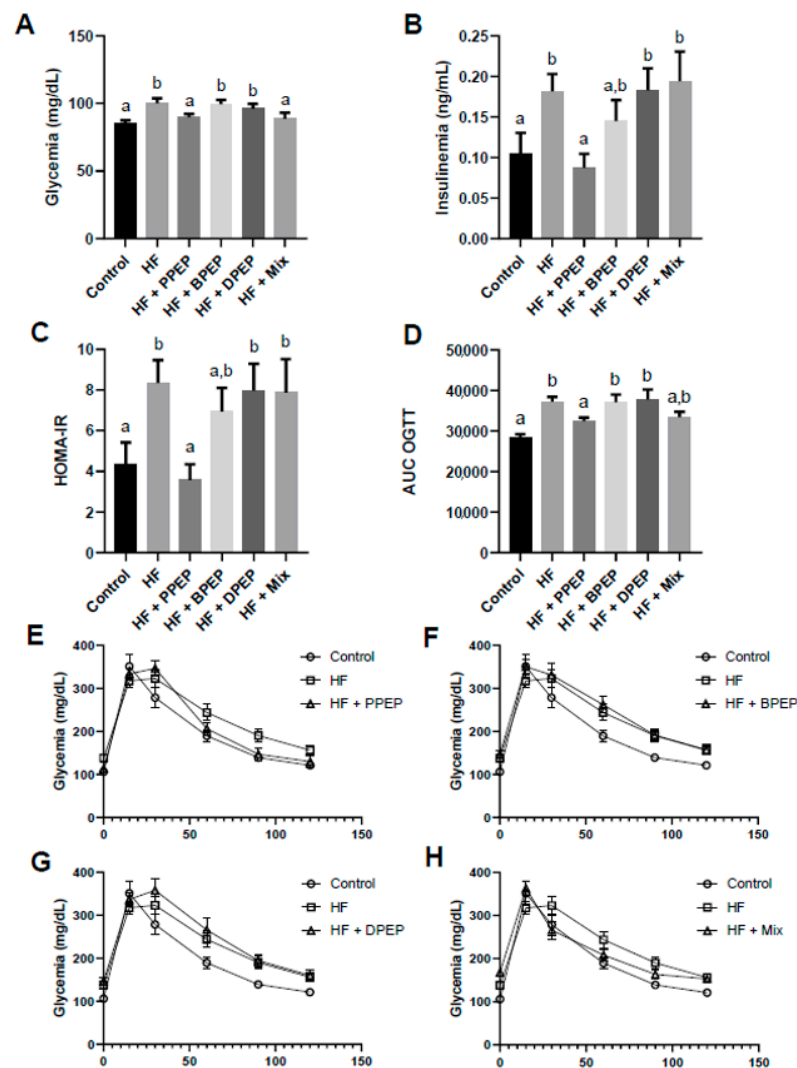 A
Glycemia (mg/dL)
150
100
50
0
a
b
a
b
b
a
Control
HF
HF + PPEP
HF + BPEP
HF + DPEP
HF + Mix
B
Insulinemia (ng/mL)
0.25
0.20
0.15
0.10
0.05
0.00
a
b
a
a,b
b
b
Control
HF
HF + PPEP
HF + BPEP
HF + DPEP
HF + Mix
C
HOMA-IR
10
8
6
4
2
0
a
b
a
a,b
b
b
Control
HF
HF + PPEP
HF + BPEP
HF + DPEP
HF + Mix
D
AUC OGTT
50,000
40,000
30,000
20,000
10,000
0
a
b
a
b
b
a,b
Control
HF
HF + PPEP
HF + BPEP
HF + DPEP
HF + Mix
E
Glycemia (mg/dL)
400
300
200
100
0
50
100
150
Control
HF
HF + PPEP
F
Glycemia (mg/dL)
400
300
200
100
0
50
100
150
Control
HF
HF + BPEP
G
Glycemia (mg/dL)
400
300
200
100
0
50
100
150
Control
HF
HF + DPEP
H
Glycemia (mg/dL)
400
300
200
100
0
50
100
150
Control
HF
HF + Mix